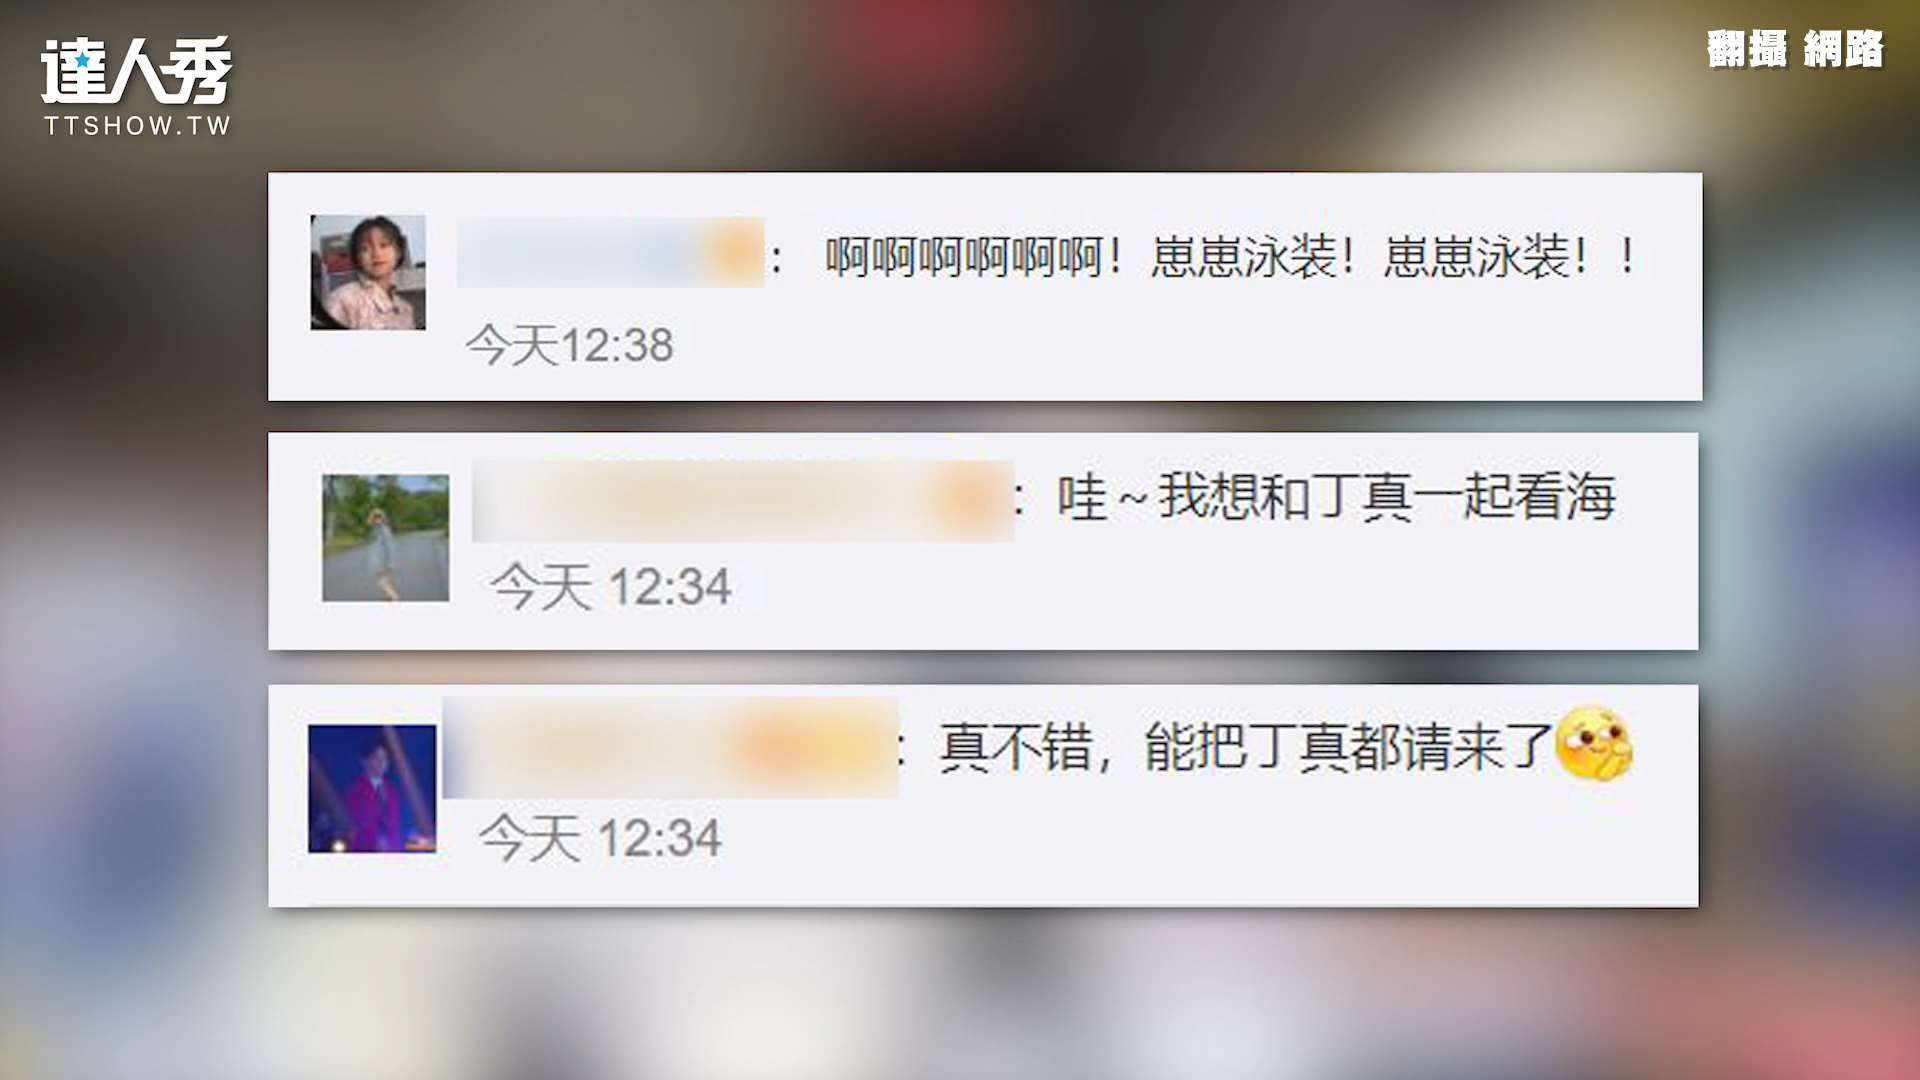 達人秀
TTSHOW.TW
翻攝 網路
： 啊啊啊啊啊啊！崽崽泳装！崽崽泳装！！
今天12:38
：哇～我想和丁真一起看海
今天 12:34
：真不错，能把丁真都请来了
今天 12:34